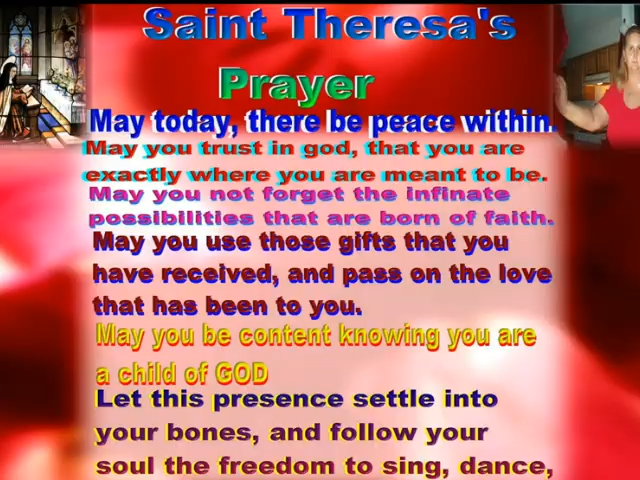 Saint Theresa's
Prayer
May today, there be peace within.
May you trust in god, that you are
exactly where you are meant to be.
May you not forget the infinate
possibilities that are born of faith.
May you use those gifts that you
have received, and pass on the love
that has been to you.
May you be content knowing you are
a child of GOD
Let this presence settle into
your bones, and follow your
soul the freedom to sing, dance,